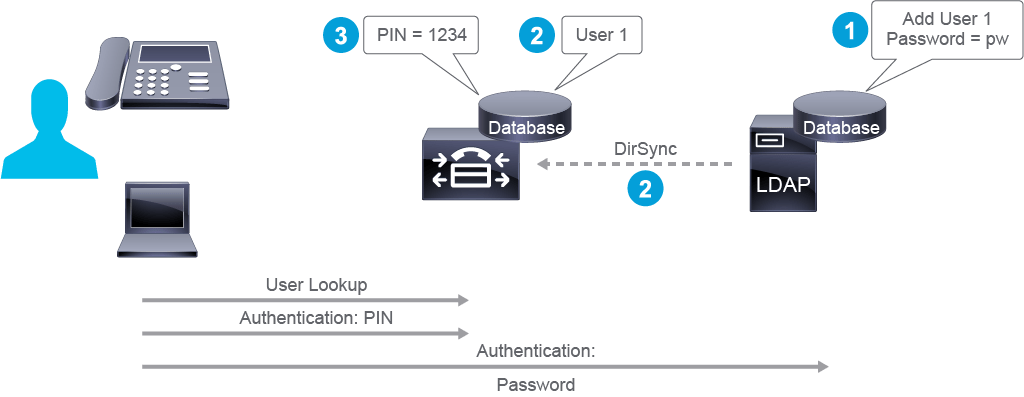 3
PIN = 1234
2
User 1
1
Add User 1
Password = pw
Database
Database
DirSync
2
LDAP
User Lookup
Authentication: PIN
Authentication:
Password